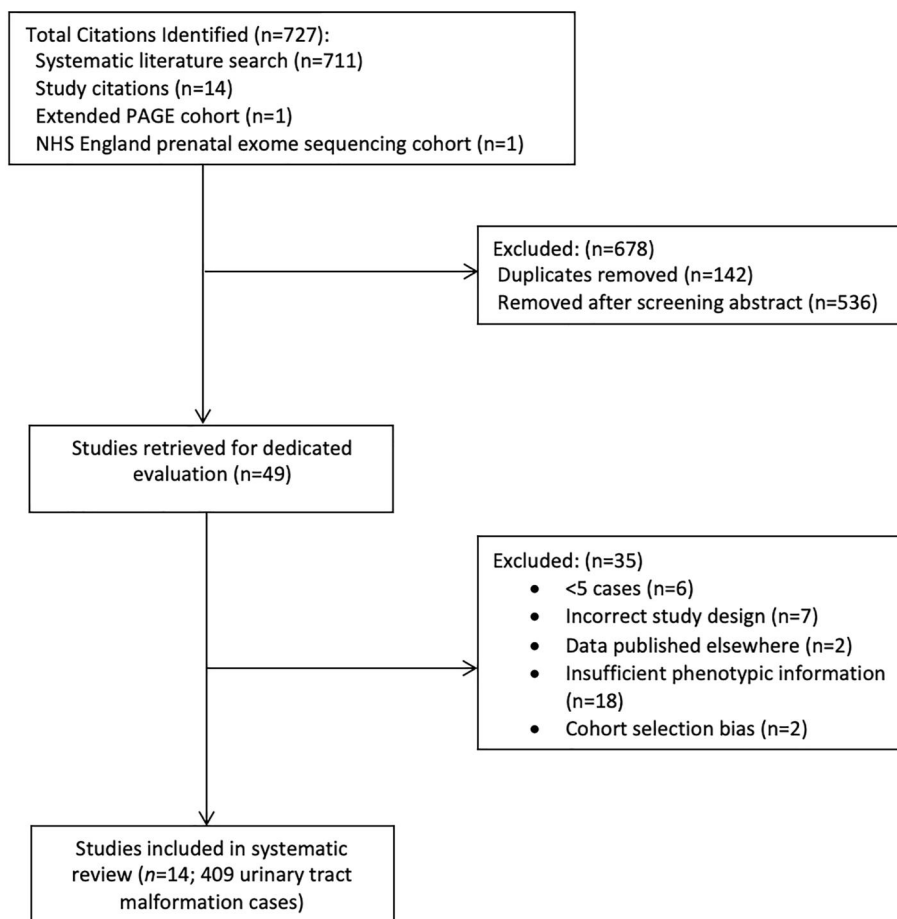 Total Citations Identified (n=727):
Systematic literature search (n=711)
Study citations (n=14)
Extended PAGE cohort (n=1)
NHS England prenatal exome sequencing cohort (n=1)
Excluded: (n=678)
Duplicates removed (n=142)
Removed after screening abstract (n=536)
Studies retrieved for dedicated
evaluation (n=49)
Excluded: (n=35)
• <5 cases (n=6)
• Incorrect study design (n=7)
• Data published elsewhere (n=2)
• Insufficient phenotypic information
(n=18)
• Cohort selection bias (n=2)
Studies included in systematic
review (n=14; 409 urinary tract
malformation cases)